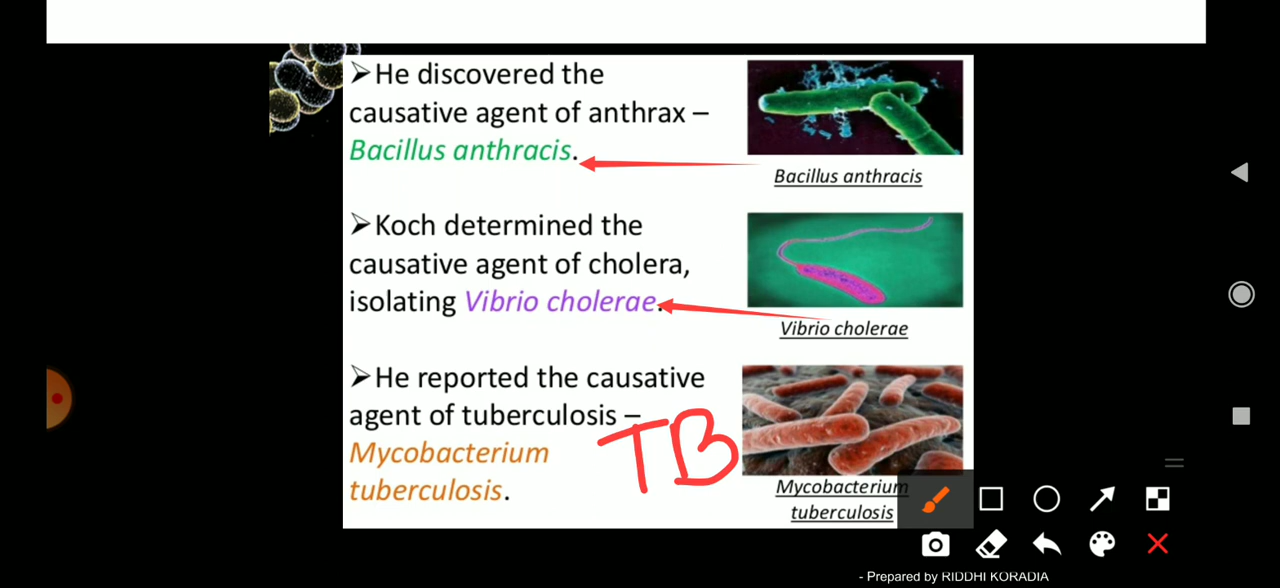 ➢He discovered the
causative agent of anthrax –
Bacillus anthracis.
Bacillus anthracis
➢Koch determined the
causative agent of cholera,
isolating Vibrio cholerae.
Vibrio cholerae
➢He reported the causative
agent of tuberculosis –
TB
Mycobacterium
tuberculosis.
Mycobacterium
tuberculosis
- Prepared by RIDDHI KORADIA